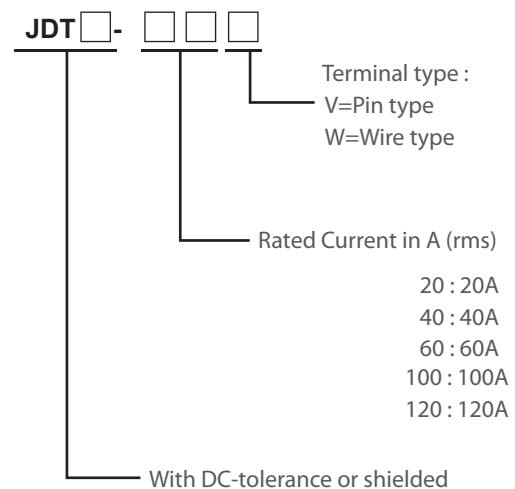 JDT□- □ □ □
Terminal type :
V=Pin type
W=Wire type
Rated Current in A (rms)
20 : 20A
40 : 40A
60 : 60A
100 : 100A
120 : 120A
With DC-tolerance or shielded